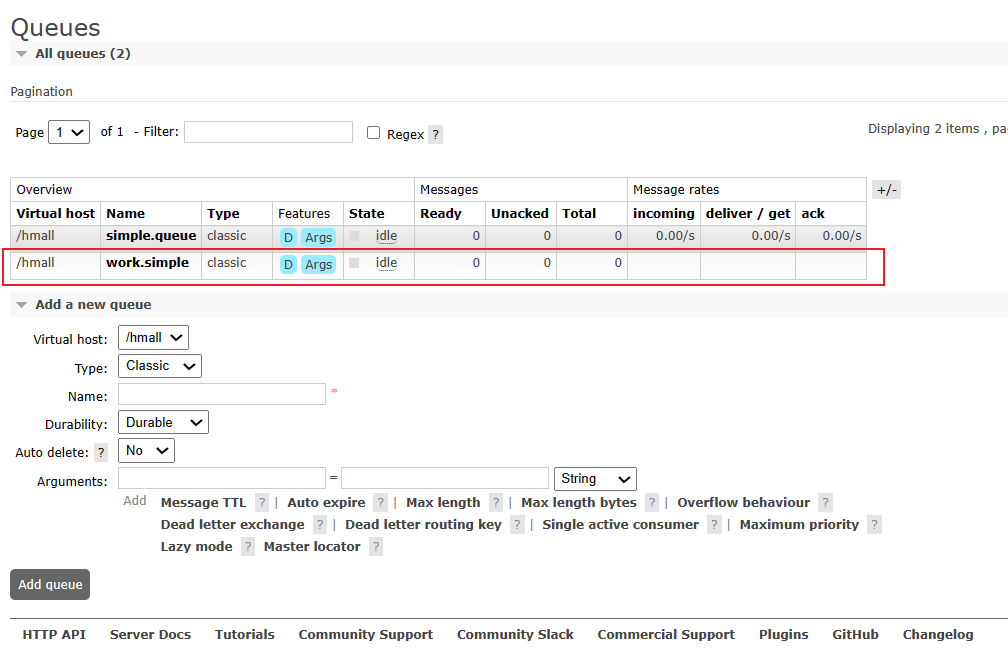 Queues
All queues (2)
Pagination
Page 1 of 1 - Filter: Regex ? Displaying 2 items , pa
Overview Messages Message rates +/-
Virtual host Name Type Features State Ready Unacked Total incoming deliver / get ack
/hmall simple.queue classic D Args idle 0 0 0 0.00/s 0.00/s 0.00/s
/hmall work.simple classic D Args idle 0 0 0
Add a new queue
Virtual host: /hmall
Type: Classic
Name: *
Durability: Durable
Auto delete: ? No
Arguments: = String
Add Message TTL ? | Auto expire ? | Max length ? | Max length bytes ? | Overflow behaviour ?
Dead letter exchange ? | Dead letter routing key ? | Single active consumer ? | Maximum priority ?
Lazy mode ? Master locator ?
Add queue
HTTP API Server Docs Tutorials Community Support Community Slack Commercial Support Plugins GitHub Changelog